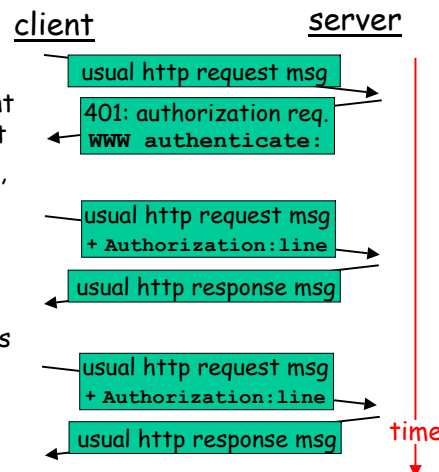 client
server
usual http request msg
nt
401: authorization req.
t
WWW authenticate:
,
usual http request msg
+ Authorization:line
usual http response msg
s
usual http request msg
+ Authorization:line
time
usual http response msg